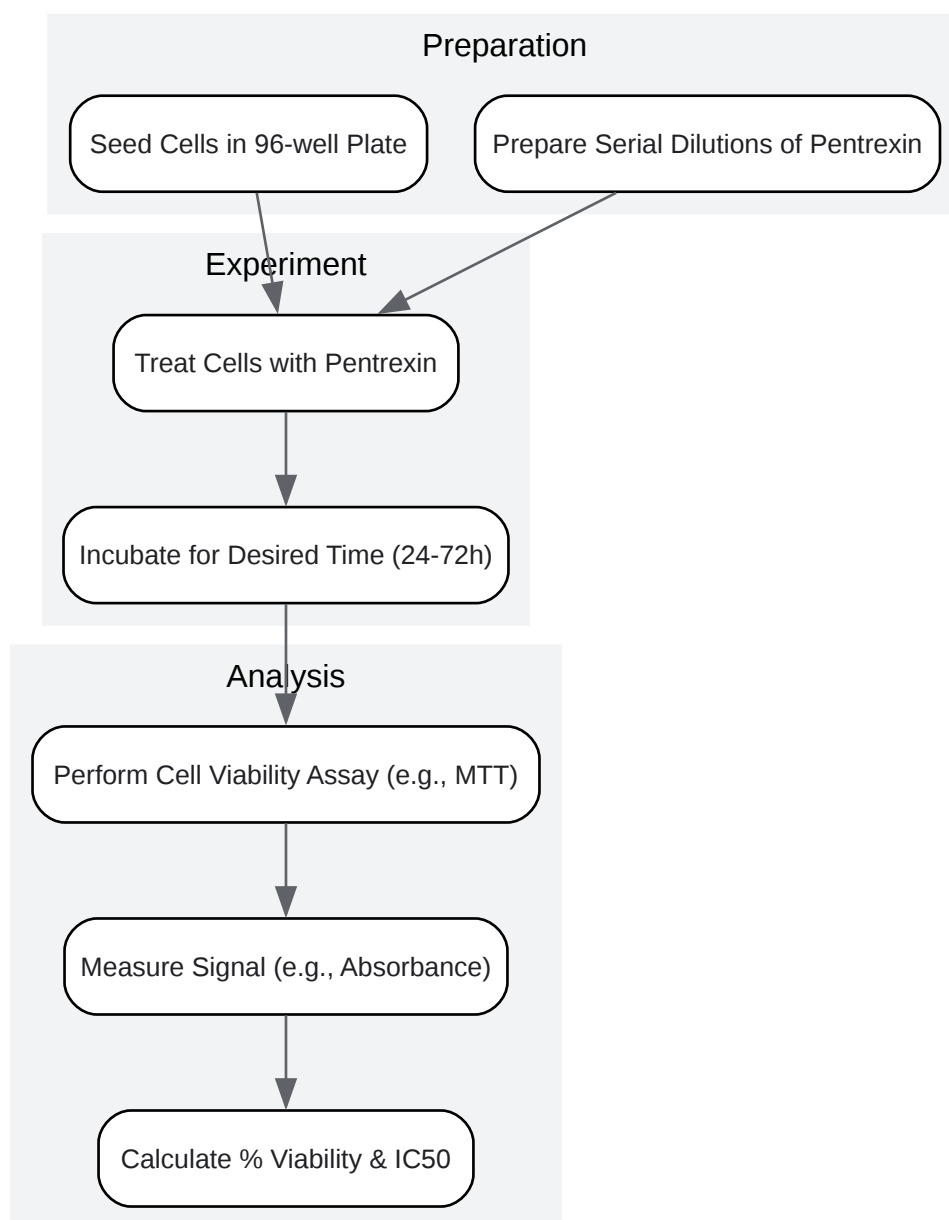 Preparation
Seed Cells in 96-well Plate
Prepare Serial Dilutions of Pentrexin
Experiment
Treat Cells with Pentrexin
Incubate for Desired Time (24-72h)
Analysis
Perform Cell Viability Assay (e.g., MTT)
Measure Signal (e.g., Absorbance)
Calculate % Viability & IC50